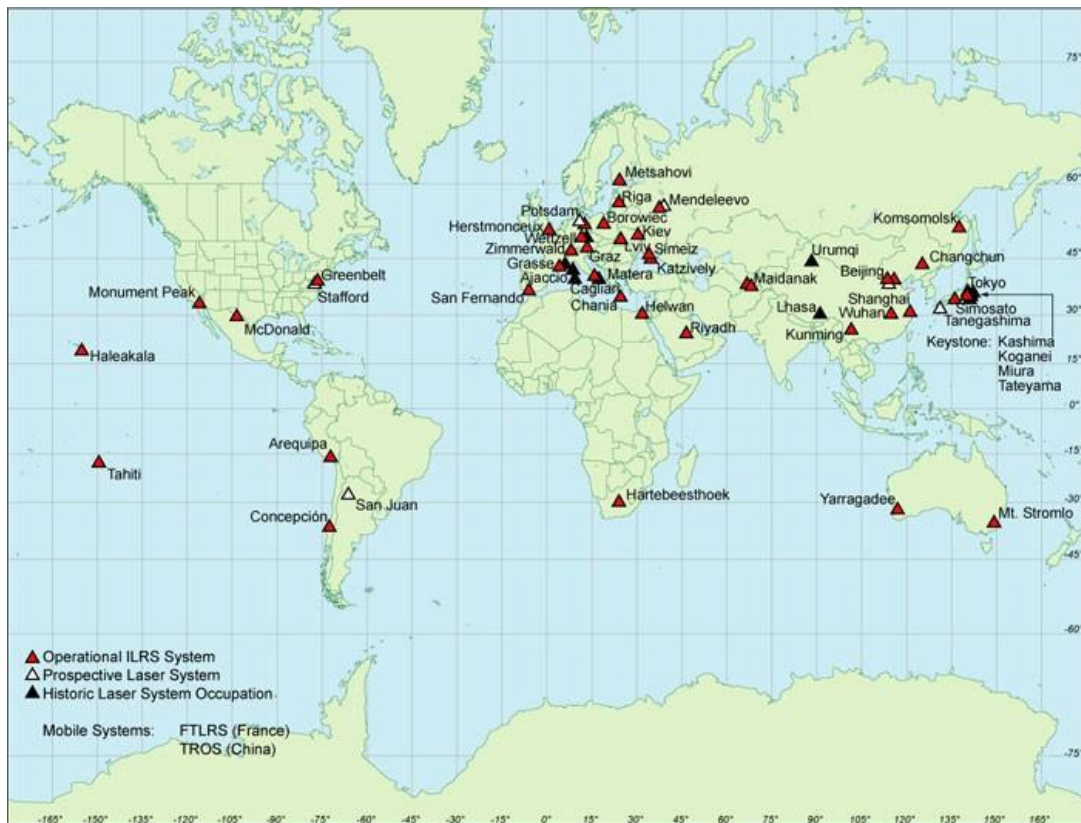 75°
Metsahovi
60°
Riga
Mendeleevo
Potsdam
Borowiec
Komsomolsk
Herstmonceux
Kiev
Wettzell
Lviv
Simeiz
Urumqi
Changchun
Zimmerwald
Graz
45°
Grasse
Katzively
Beijing
Greenbelt
Ajaccio
Matera
Maidanak
Tokyo
Monument Peak
Stafford
San Fernando
Cagliari
Chania
Helwan
Lhasa
Shanghai
Simosato
McDonald
Wuhan
Tanegashima
30°
Riyadh
Kunming
Keystone: Kashima
Koganei
Miura
Tateyama
Haleakala
15°
0°
Arequipa
-15°
Tahiti
San Juan
Hartebeesthoek
Yarragadee
-30°
Concepción
Mt. Stromlo
-45°
-60°
Operational ILRS System
Prospective Laser System
Historic Laser System Occupation
Mobile Systems: FTLRS (France)
TROS (China)
-75°
-165° -150° -135° -120° -105° -90° -75° -60° -45° -30° -15° 0° 15° 30° 45° 60° 75° 90° 105° 120° 135° 150° 165°